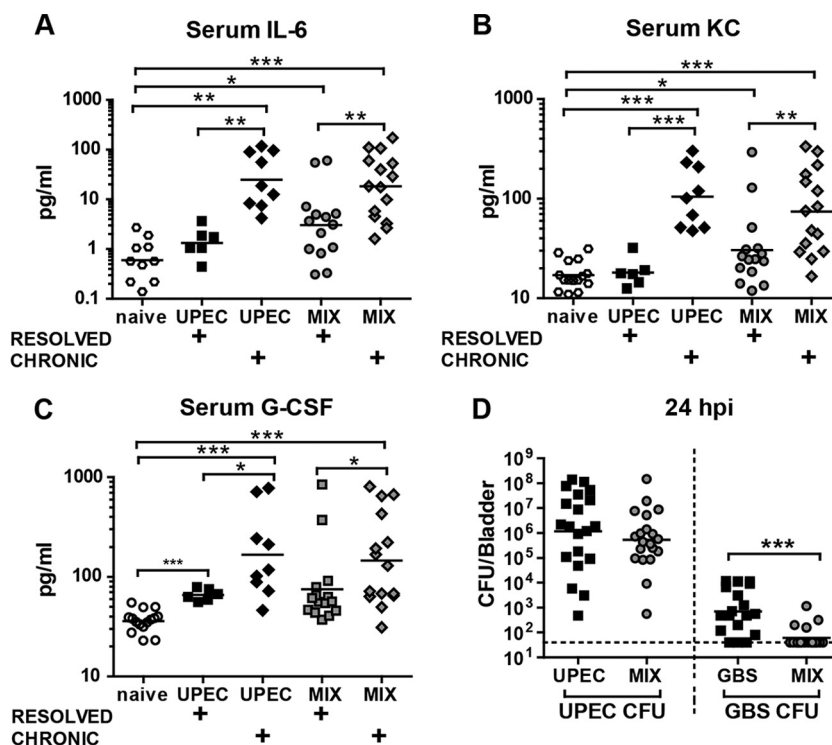 A
Serum IL-6
***
*
**
**
**
pg/ml
1000
100
10
1
0.1
naive UPEC UPEC MIX MIX
RESOLVED + +
CHRONIC + +
B
Serum KC
***
*
***
***
**
pg/ml
1000
100
10
naive UPEC UPEC MIX MIX
RESOLVED + +
CHRONIC + +
C
Serum G-CSF
***
***
*
*
***
pg/ml
1000
100
10
naive UPEC UPEC MIX MIX
RESOLVED + +
CHRONIC + +
D
24 hpi
CFU/Bladder
10⁹
10⁸
10⁷
10⁶
10⁵
10⁴
10³
10²
10¹
***
UPEC MIX GBS MIX
UPEC CFU GBS CFU